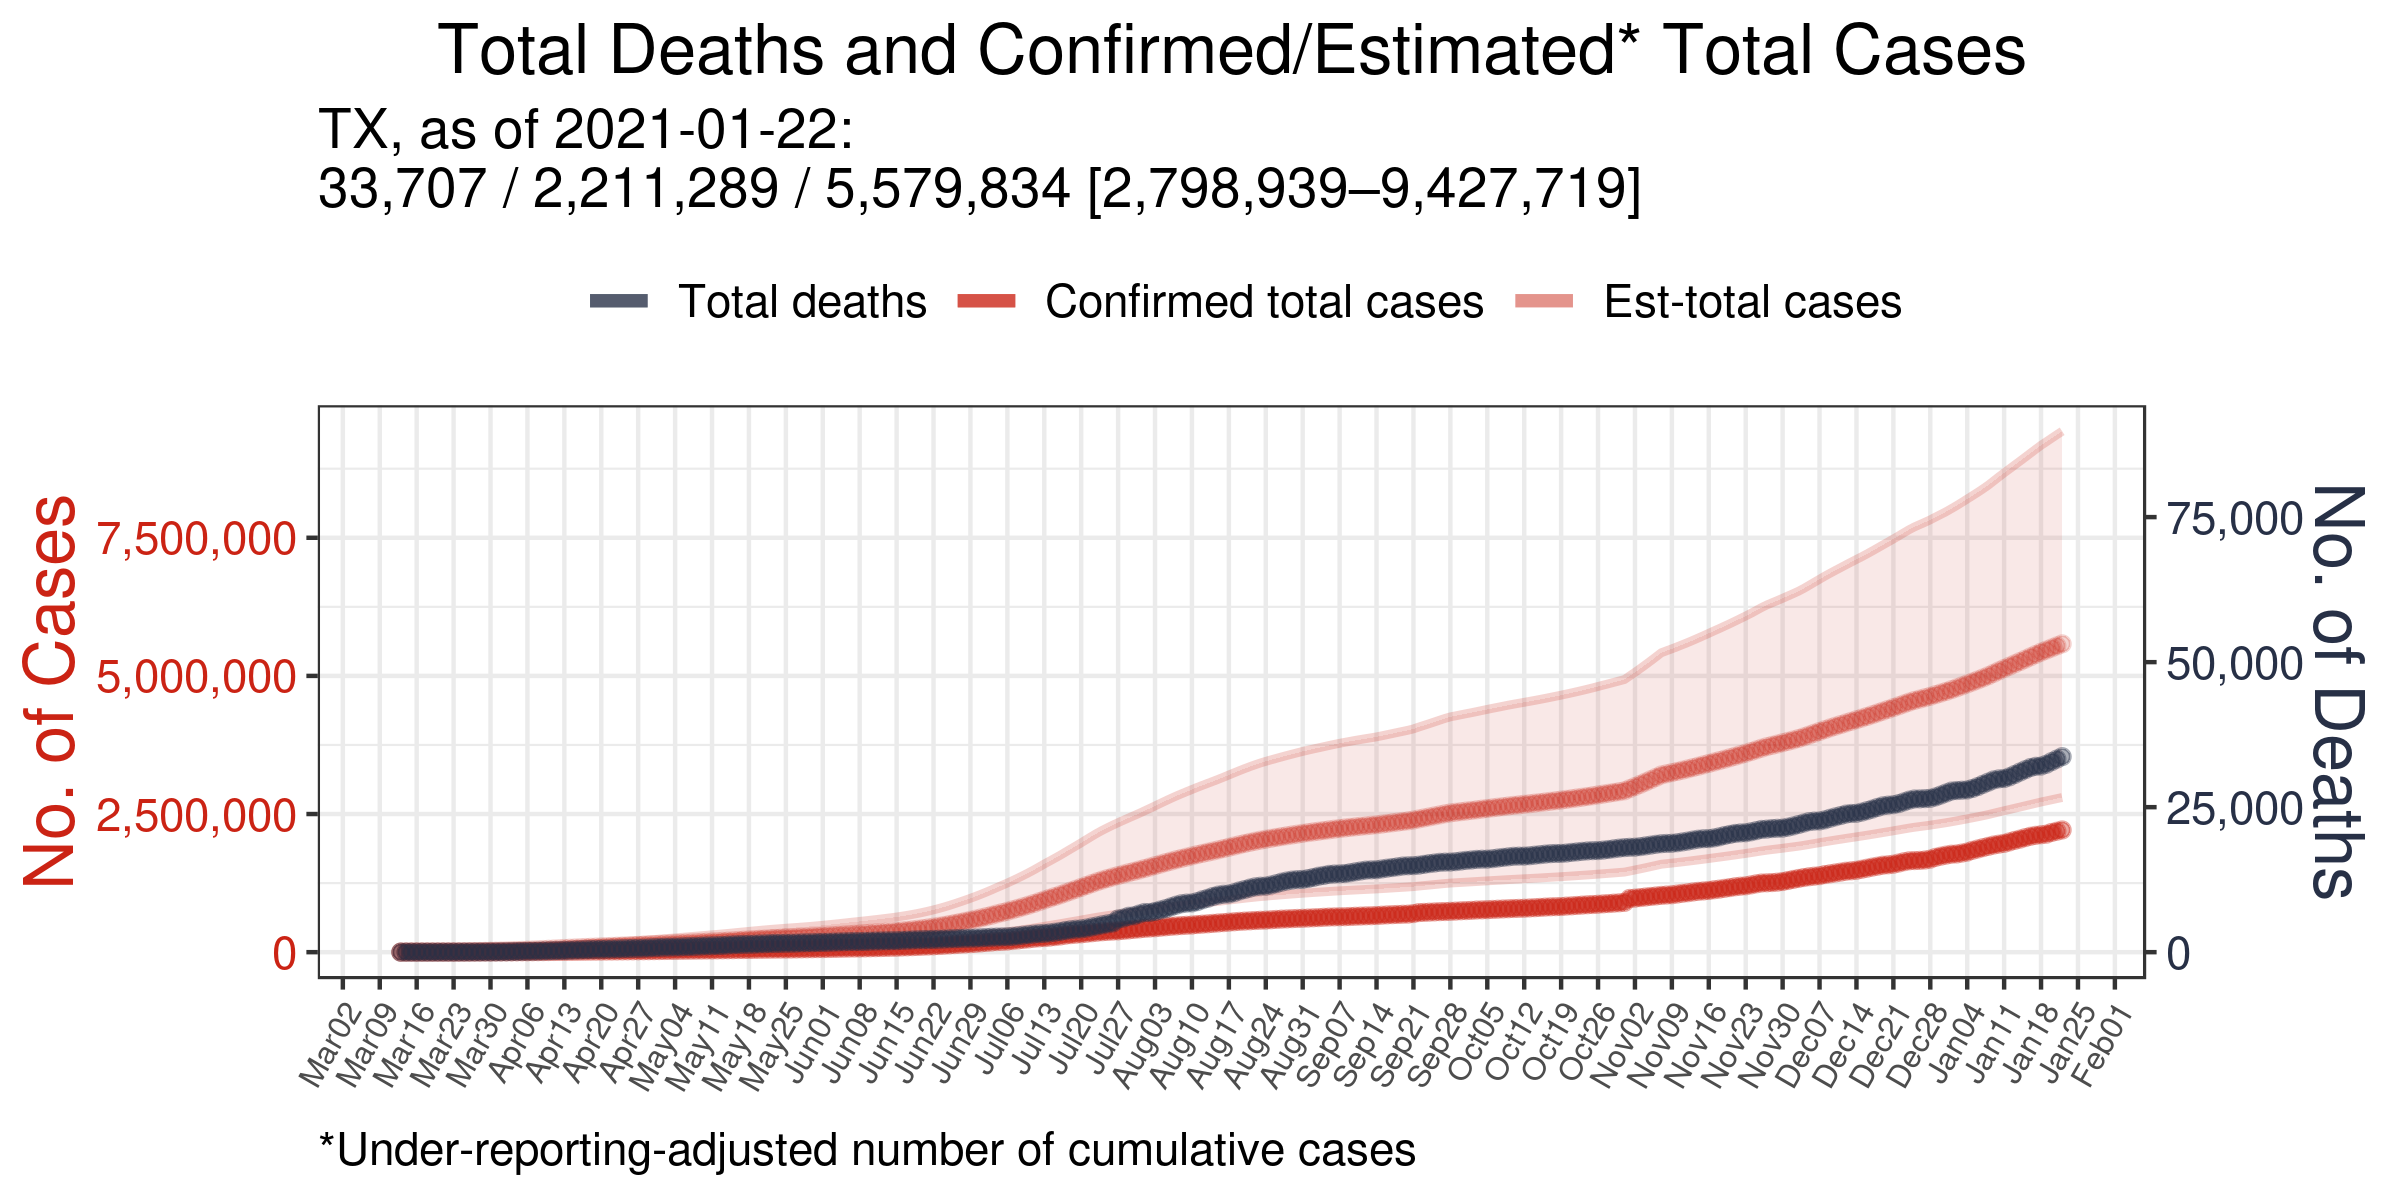 Total Deaths and Confirmed/Estimated* Total Cases
TX, as of 2021-01-22:
33,707 / 2,211,289 / 5,579,834 [2,798,939–9,427,719]
Total deaths
Confirmed total cases
Est-total cases
No. of Cases
7,500,000
5,000,000
2,500,000
0
75,000
50,000
25,000
0
No. of Deaths
Mar02
Mar09
Mar16
Mar23
Mar30
Apr06
Apr13
Apr20
Apr27
May04
May11
May18
May25
Jun01
Jun08
Jun15
Jun22
Jun29
Jul06
Jul13
Jul20
Jul27
Aug03
Aug10
Aug17
Aug24
Aug31
Sep07
Sep14
Sep21
Sep28
Oct05
Oct12
Oct19
Oct26
Nov02
Nov09
Nov16
Nov23
Nov30
Dec07
Dec14
Dec21
Dec28
Jan04
Jan11
Jan18
Jan25
Feb01
*Under-reporting-adjusted number of cumulative cases